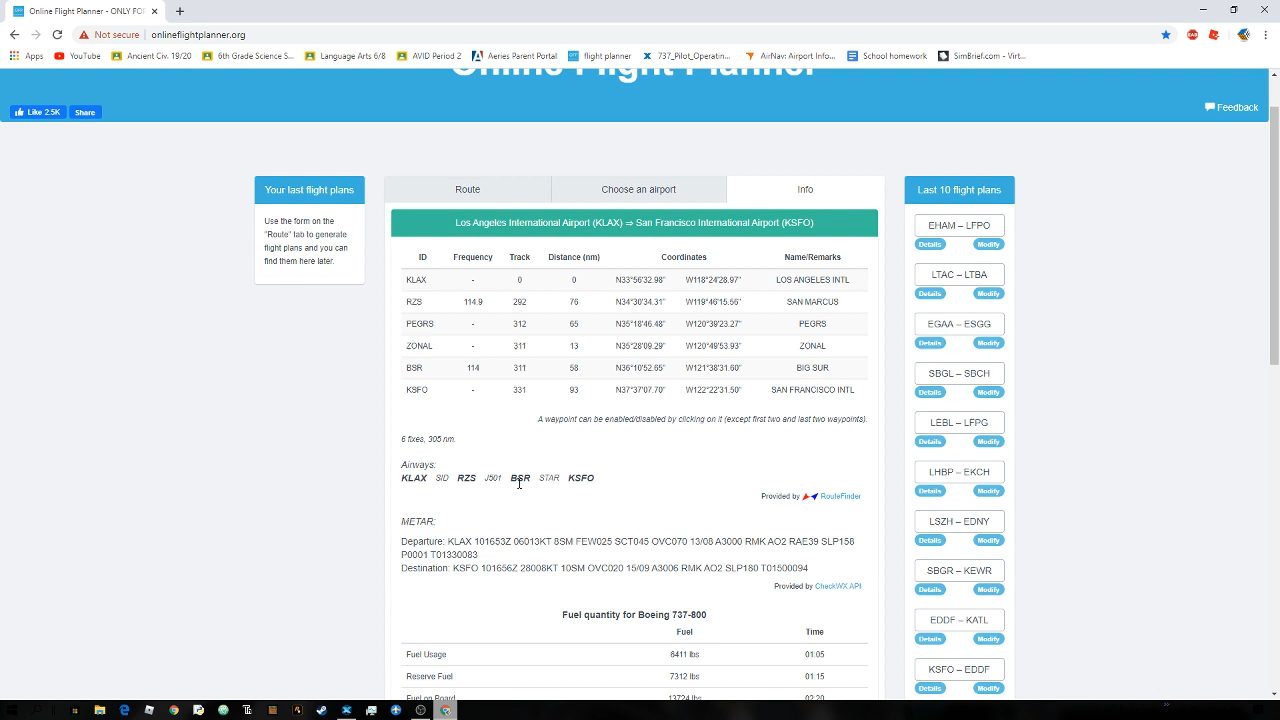 Online Flight Planner - ONLY FO
Not secure | onlineflightplanner.org
Apps YouTube Ancient Civ. 19/20 6th Grade Science S... Language Arts 6/8 AVID Period 2 Aeries Parent Portal flight planner 737_Pilot_Operatin... AirNav: Airport Info... School homework SimBrief.com - Virt...
Online Flight Planner
Like 2.5K Share
Feedback
Your last flight plans
Use the form on the
"Route" tab to generate
flight plans and you can
find them here later.
Route Choose an airport Info
Los Angeles International Airport (KLAX) ⇒ San Francisco International Airport (KSFO)
ID Frequency Track Distance (nm) Coordinates Name/Remarks
KLAX - 0 0 N33°56'32.98" W118°24'28.97" LOS ANGELES INTL
RZS 114.9 292 76 N34°30'34.31" W119°46'15.56" SAN MARCUS
PEGRS - 312 65 N35°18'46.48" W120°39'23.27" PEGRS
ZONAL - 311 13 N35°28'09.29" W120°49'53.93" ZONAL
BSR 114 311 58 N36°10'52.65" W121°38'31.60" BIG SUR
KSFO - 331 93 N37°37'07.70" W122°22'31.50" SAN FRANCISCO INTL
A waypoint can be enabled/disabled by clicking on it (except first two and last two waypoints).
6 fixes, 305 nm.
Airways:
KLAX SID RZS J501 BSR STAR KSFO
Provided by RouteFinder
METAR:
Departure: KLAX 101653Z 06013KT 8SM FEW025 SCT045 OVC070 13/08 A3000 RMK AO2 RAE39 SLP158
P0001 T01330083
Destination: KSFO 101656Z 28008KT 10SM OVC020 15/09 A3006 RMK AO2 SLP180 T01500094
Provided by CheckWX API
Fuel quantity for Boeing 737-800
Fuel Time
Fuel Usage 6411 lbs 01:05
Reserve Fuel 7312 lbs 01:15
Fuel on Board 13724 lbs 02:20
Last 10 flight plans
EHAM – LFPO
Details Modify
LTAC – LTBA
Details Modify
EGAA – ESGG
Details Modify
SBGL – SBCH
Details Modify
LEBL – LFPG
Details Modify
LHBP – EKCH
Details Modify
LSZH – EDNY
Details Modify
SBGR – KEWR
Details Modify
EDDF – KATL
Details Modify
KSFO – EDDF
Details Modify